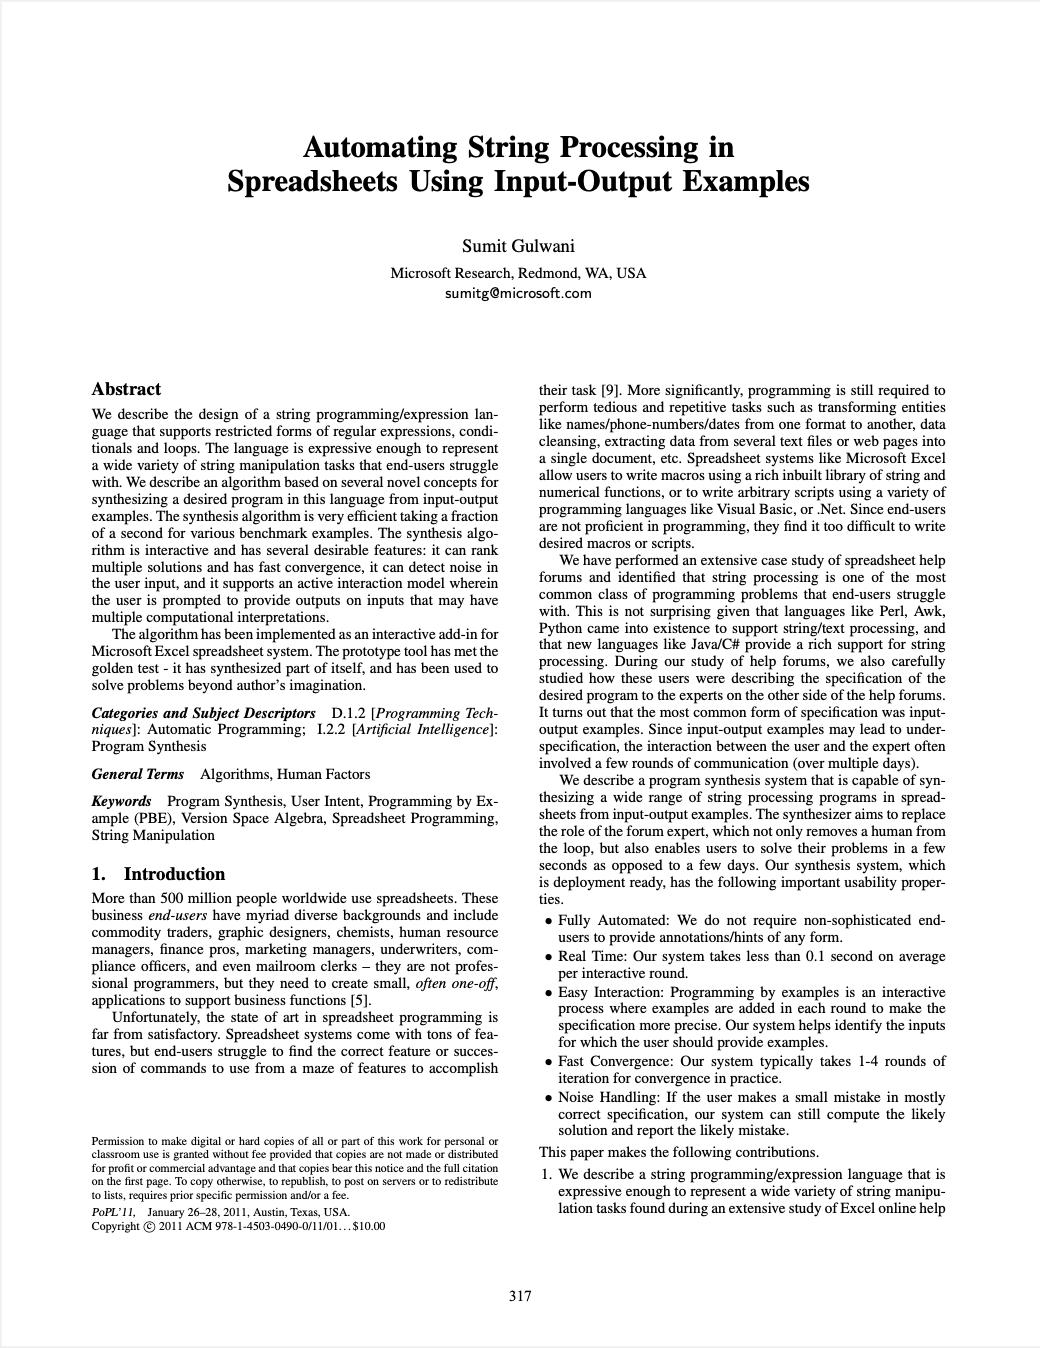 Automating String Processing in
Spreadsheets Using Input-Output Examples
Sumit Gulwani
Microsoft Research, Redmond, WA, USA
sumitg@microsoft.com
Abstract
We describe the design of a string programming/expression lan-
guage that supports restricted forms of regular expressions, condi-
tionals and loops. The language is expressive enough to represent
a wide variety of string manipulation tasks that end-users struggle
with. We describe an algorithm based on several novel concepts for
synthesizing a desired program in this language from input-output
examples. The synthesis algorithm is very efficient taking a fraction
of a second for various benchmark examples. The synthesis algo-
rithm is interactive and has several desirable features: it can rank
multiple solutions and has fast convergence, it can detect noise in
the user input, and it supports an active interaction model wherein
the user is prompted to provide outputs on inputs that may have
multiple computational interpretations.
The algorithm has been implemented as an interactive add-in for
Microsoft Excel spreadsheet system. The prototype tool has met the
golden test - it has synthesized part of itself, and has been used to
solve problems beyond author's imagination.
Categories and Subject Descriptors D.1.2 [Programming Tech-
niques]: Automatic Programming; I.2.2 [Artificial Intelligence]:
Program Synthesis
General Terms Algorithms, Human Factors
Keywords Program Synthesis, User Intent, Programming by Ex-
ample (PBE), Version Space Algebra, Spreadsheet Programming,
String Manipulation
1. Introduction
More than 500 million people worldwide use spreadsheets. These
business end-users have myriad diverse backgrounds and include
commodity traders, graphic designers, chemists, human resource
managers, finance pros, marketing managers, underwriters, com-
pliance officers, and even mailroom clerks – they are not profes-
sional programmers, but they need to create small, often one-off,
applications to support business functions [5].
Unfortunately, the state of art in spreadsheet programming is
far from satisfactory. Spreadsheet systems come with tons of fea-
tures, but end-users struggle to find the correct feature or succes-
sion of commands to use from a maze of features to accomplish
Permission to make digital or hard copies of all or part of this work for personal or
classroom use is granted without fee provided that copies are not made or distributed
for profit or commercial advantage and that copies bear this notice and the full citation
on the first page. To copy otherwise, to republish, to post on servers or to redistribute
to lists, requires prior specific permission and/or a fee.
PoPL'11, January 26–28, 2011, Austin, Texas, USA.
Copyright © 2011 ACM 978-1-4503-0490-0/11/01...$10.00
their task [9]. More significantly, programming is still required to
perform tedious and repetitive tasks such as transforming entities
like names/phone-numbers/dates from one format to another, data
cleansing, extracting data from several text files or web pages into
a single document, etc. Spreadsheet systems like Microsoft Excel
allow users to write macros using a rich inbuilt library of string and
numerical functions, or to write arbitrary scripts using a variety of
programming languages like Visual Basic, or .Net. Since end-users
are not proficient in programming, they find it too difficult to write
desired macros or scripts.
We have performed an extensive case study of spreadsheet help
forums and identified that string processing is one of the most
common class of programming problems that end-users struggle
with. This is not surprising given that languages like Perl, Awk,
Python came into existence to support string/text processing, and
that new languages like Java/C# provide a rich support for string
processing. During our study of help forums, we also carefully
studied how these users were describing the specification of the
desired program to the experts on the other side of the help forums.
It turns out that the most common form of specification was input-
output examples. Since input-output examples may lead to under-
specification, the interaction between the user and the expert often
involved a few rounds of communication (over multiple days).
We describe a program synthesis system that is capable of syn-
thesizing a wide range of string processing programs in spread-
sheets from input-output examples. The synthesizer aims to replace
the role of the forum expert, which not only removes a human from
the loop, but also enables users to solve their problems in a few
seconds as opposed to a few days. Our synthesis system, which
is deployment ready, has the following important usability proper-
ties.
• Fully Automated: We do not require non-sophisticated end-
users to provide annotations/hints of any form.
• Real Time: Our system takes less than 0.1 second on average
per interactive round.
• Easy Interaction: Programming by examples is an interactive
process where examples are added in each round to make the
specification more precise. Our system helps identify the inputs
for which the user should provide examples.
• Fast Convergence: Our system typically takes 1-4 rounds of
iteration for convergence in practice.
• Noise Handling: If the user makes a small mistake in mostly
correct specification, our system can still compute the likely
solution and report the likely mistake.
This paper makes the following contributions.
1. We describe a string programming/expression language that is
expressive enough to represent a wide variety of string manipu-
lation tasks found during an extensive study of Excel online help
317